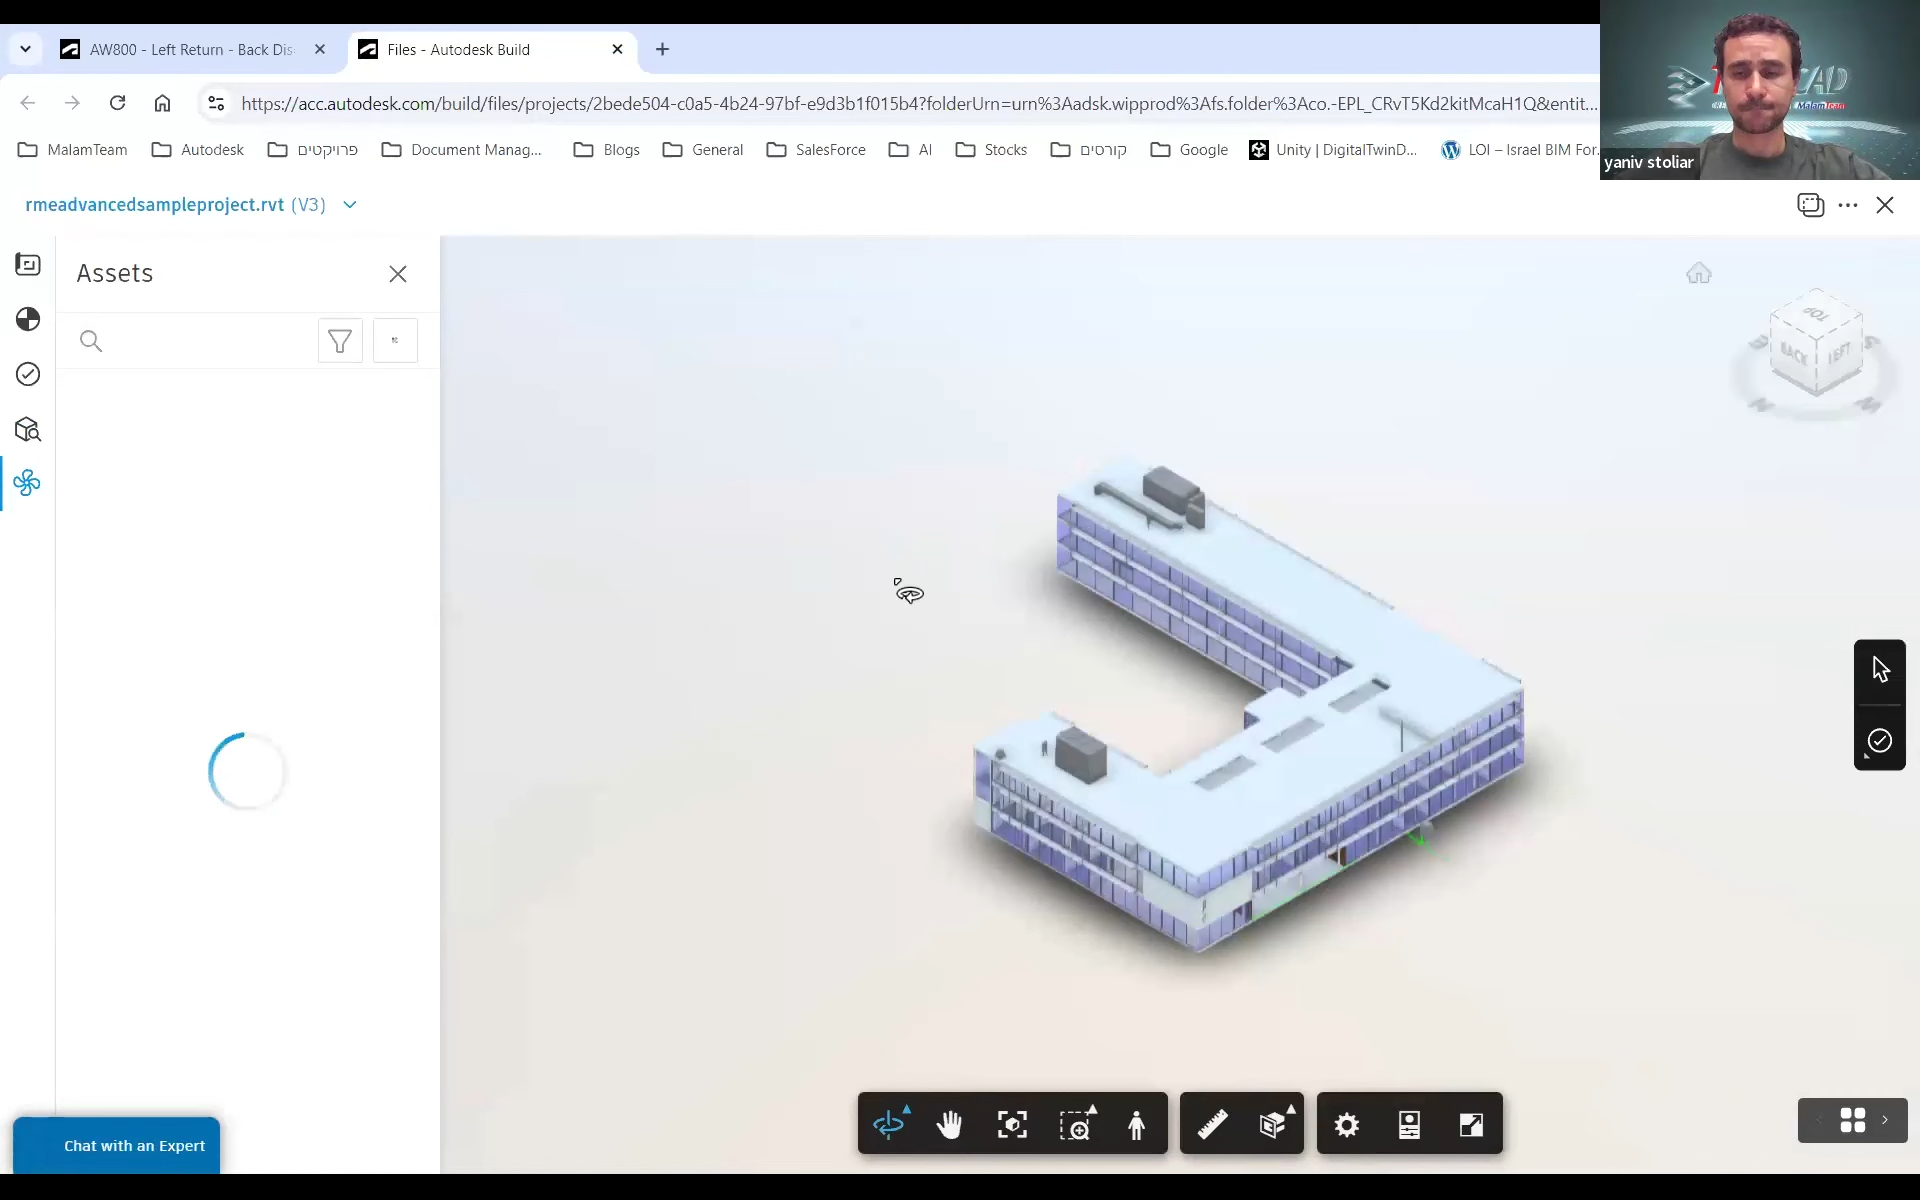 AW800 - Left Return - Back Dis
Files - Autodesk Build
https://acc.autodesk.com/build/files/projects/2bede504-c0a5-4b24-97bf-e9d3b1f015b4?folderUrn=urn%3Aadsk.wipprod%3Afs.folder%3Aco.-EPL_CRvT5Kd2kitMcaH1Q&entit...
MalamTeam
Autodesk
פרויקטים
Document Manag...
Blogs
General
SalesForce
AI
Stocks
קורסים
Google
Unity | DigitalTwinD...
LOI – Israel BIM For...
MalamTeam
yaniv stoliar
rmeadvancedsampleproject.rvt (V3)
Assets
TOP
BACK
LEFT
Chat with an Expert